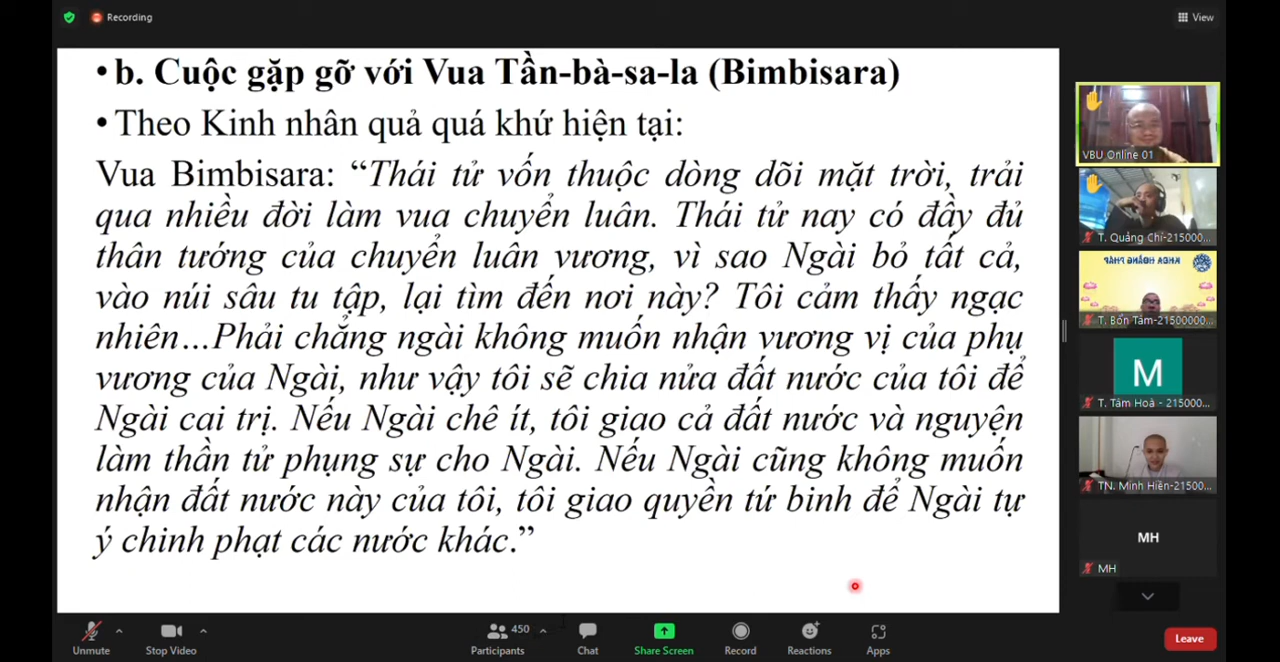 Recording
View
• b. Cuộc gặp gỡ với Vua Tần-bà-sa-la (Bimbisara)
• Theo Kinh nhân quả quá khứ hiện tại:
Vua Bimbisara: “Thái tử vốn thuộc dòng dõi mặt trời, trải
qua nhiều đời làm vua chuyển luân. Thái tử nay có đầy đủ
thân tướng của chuyển luân vương, vì sao Ngài bỏ tất cả,
vào núi sâu tu tập, lại tìm đến nơi này? Tôi cảm thấy ngạc
nhiên…Phải chăng ngài không muốn nhận vương vị của phụ
vương của Ngài, như vậy tôi sẽ chia nửa đất nước của tôi để
Ngài cai trị. Nếu Ngài chê ít, tôi giao cả đất nước và nguyện
làm thần tử phụng sự cho Ngài. Nếu Ngài cũng không muốn
nhận đất nước này của tôi, tôi giao quyền tứ binh để Ngài tự
ý chinh phạt các nước khác.”
VBU Online 01
T. Quảng Chí-215000...
KHOA HOẰNG PHÁP
T. Bổn Tâm-21500000...
M
T. Tâm Hoà - 215000...
TN. Minh Hiền-21500...
MH
MH
Unmute
Stop Video
Participants
450
Chat
Share Screen
Record
Reactions
Apps
Leave